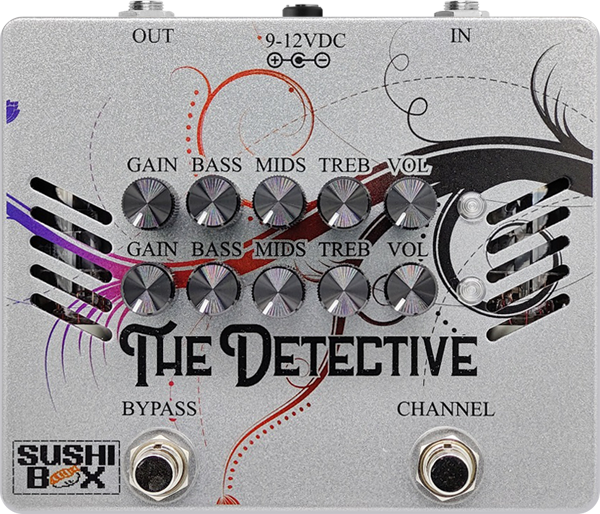 OUT 9-12VDC IN
+ −
GAIN BASS MIDS TREB VOL
GAIN BASS MIDS TREB VOL
THE DETECTIVE
BYPASS CHANNEL
SUSHI
BOX